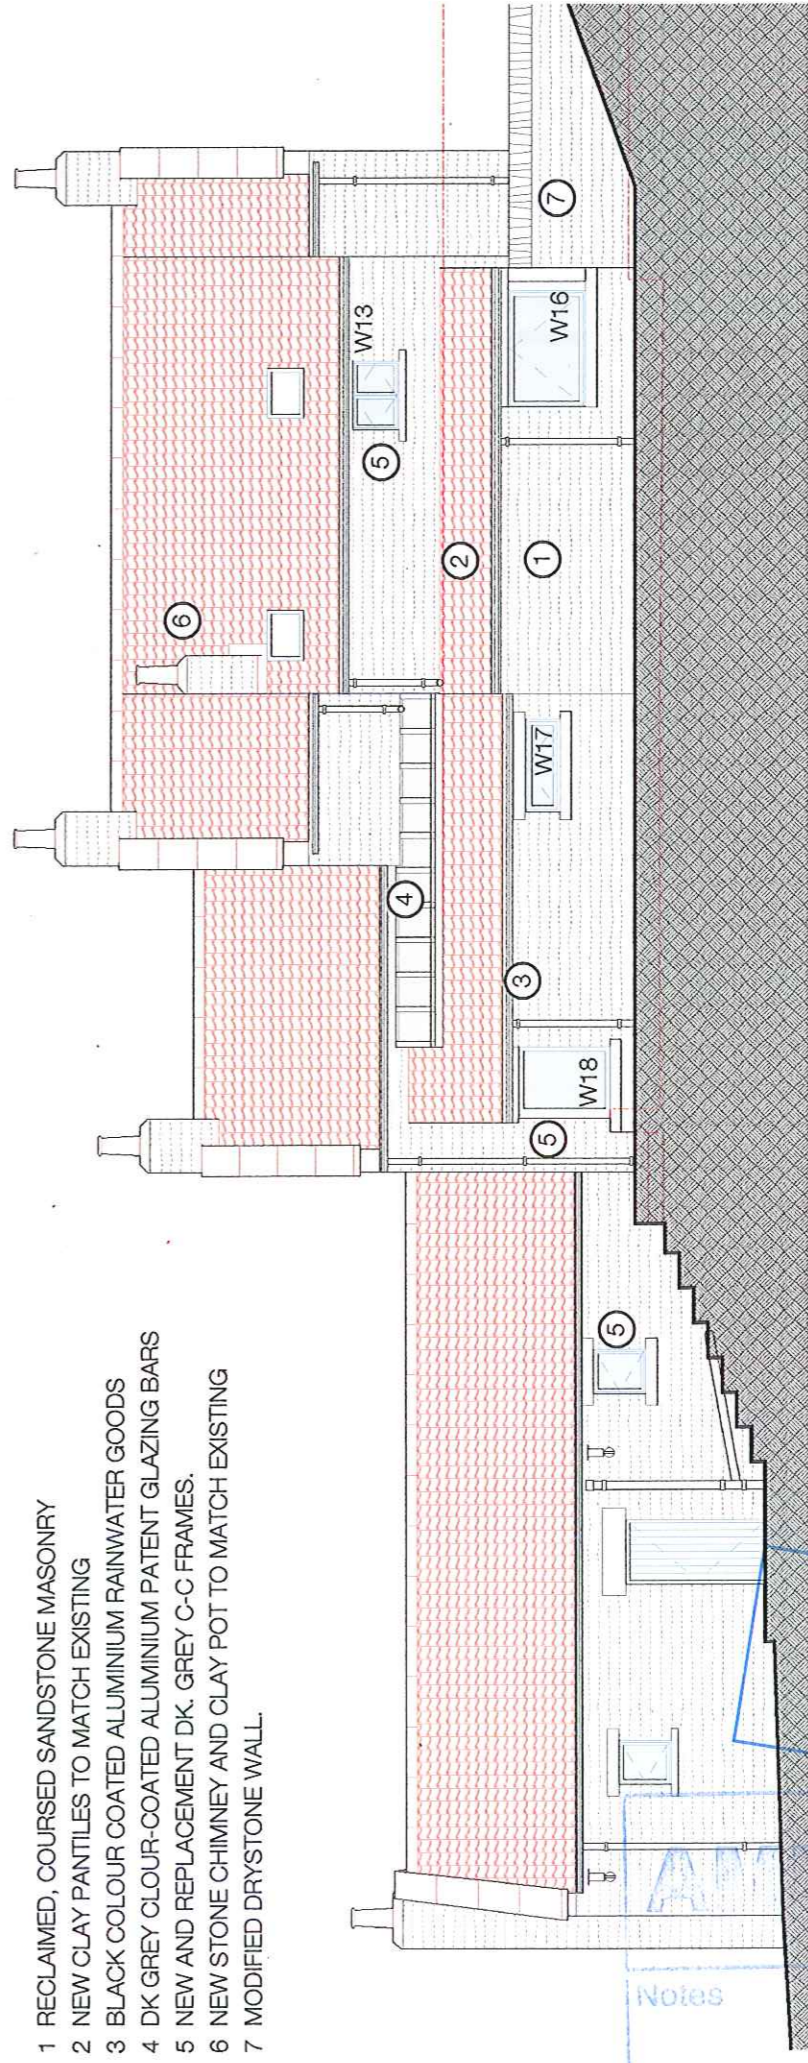 1 RECLAIMED, COURSED SANDSTONE MASONRY
2 NEW CLAY PANTILES TO MATCH EXISTING
3 BLACK COLOUR COATED ALUMINIUM RAINWATER GOODS
4 DK GREY CLOUR-COATED ALUMINIUM PATENT GLAZING BARS
5 NEW AND REPLACEMENT DK. GREY C-C FRAMES.
6 NEW STONE CHIMNEY AND CLAY POT TO MATCH EXISTING
7 MODIFIED DRYSTONE WALL.
6
W13
5
4
2
7
3
1
W17
W16
W18
5
5
Notes